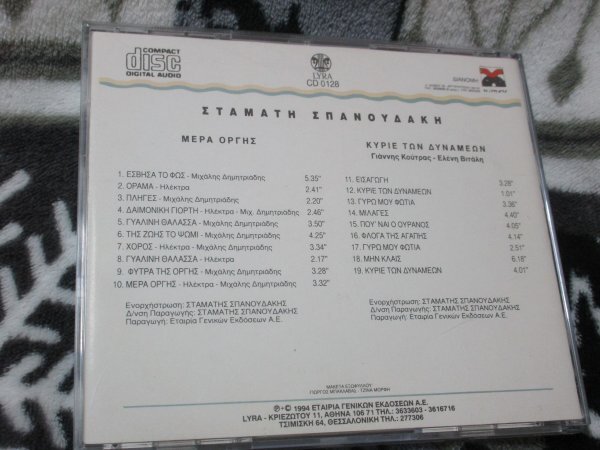 COMPACT
disc
DIGITAL AUDIO
LYRA
CD 0128
ΔΙΑΝΟΜΗ
ΣΤΑΜΑΤΗ ΣΠΑΝΟΥΔΑΚΗ
ΜΕΡΑ ΟΡΓΗΣ
1. ΕΣΒΗΣΑ ΤΟ ΦΩΣ - Μιχάλης Δημητριάδης 5.35"
2. ΟΡΑΜΑ - Ηλέκτρα 2.41"
3. ΠΛΗΓΕΣ - Μιχάλης Δημητριάδης 2.20"
4. ΔΑΙΜΟΝΙΚΗ ΓΙΟΡΤΗ - Ηλέκτρα - Μιχ. Δημητριάδης 2.46"
5. ΓΥΑΛΙΝΗ ΘΑΛΑΣΣΑ - Μιχάλης Δημητριάδης 3.50"
6. ΤΗΣ ΖΩΗΣ ΤΟ ΨΩΜΙ - Μιχάλης Δημητριάδης 4.25"
7. ΧΟΡΟΣ - Ηλέκτρα - Μιχάλης Δημητριάδης 3.34"
8. ΓΥΑΛΙΝΗ ΘΑΛΑΣΣΑ - Ηλέκτρα 2.17"
9. ΦΥΤΡΑ ΤΗΣ ΟΡΓΗΣ - Μιχάλης Δημητριάδης 3.28"
10. ΜΕΡΑ ΟΡΓΗΣ - Ηλέκτρα - Μιχάλης Δημητριάδης 3.32"
Ενορχήστρωση: ΣΤΑΜΑΤΗΣ ΣΠΑΝΟΥΔΑΚΗΣ
Δ/νση Παραγωγής: ΣΤΑΜΑΤΗΣ ΣΠΑΝΟΥΔΑΚΗΣ
Παραγωγή: Εταιρία Γενικών Εκδόσεων Α.Ε.
ΚΥΡΙΕ ΤΩΝ ΔΥΝΑΜΕΩΝ
Γιάννης Κούτρας - Ελένη Βιτάλη
11. ΕΙΣΑΓΩΓΗ 3.28"
12. ΚΥΡΙΕ ΤΩΝ ΔΥΝΑΜΕΩΝ 1.01"
13. ΓΥΡΩ ΜΟΥ ΦΩΤΙΑ 3.36"
14. ΜΙΛΑΓΕΣ 4.40"
15. ΠΟΥ' ΝΑΙ Ο ΟΥΡΑΝΟΣ 4.05"
16. ΦΛΟΓΑ ΤΗΣ ΑΓΑΠΗΣ 4.14"
17. ΓΥΡΩ ΜΟΥ ΦΩΤΙΑ 2.51"
18. ΜΗΝ ΚΛΑΙΣ 6.18"
19. ΚΥΡΙΕ ΤΩΝ ΔΥΝΑΜΕΩΝ 4.01"
Ενορχήστρωση: ΣΤΑΜΑΤΗΣ ΣΠΑΝΟΥΔΑΚΗΣ
Δ/νση Παραγωγής: ΣΤΑΜΑΤΗΣ ΣΠΑΝΟΥΔΑΚΗΣ
Παραγωγή: Εταιρία Γενικών Εκδόσεων Α.Ε.
ΜΑΚΕΤΑ ΕΞΩΦΥΛΛΟΥ
ΓΙΩΡΓΟΣ ΜΠΑΚΛΑΒΑΣ - ΤΖΙΝΑ ΜΟΡΦΗ
℗ - © 1994 ΕΤΑΙΡΙΑ ΓΕΝΙΚΩΝ ΕΚΔΟΣΕΩΝ Α.Ε.
LYRA - ΚΡΙΕΖΩΤΟΥ 11, ΑΘΗΝΑ 106 71 ΤΗΛ.: 3633603 - 3616716
ΤΣΙΜΙΣΚΗ 64, ΘΕΣΣΑΛΟΝΙΚΗ ΤΗΛ.: 277306